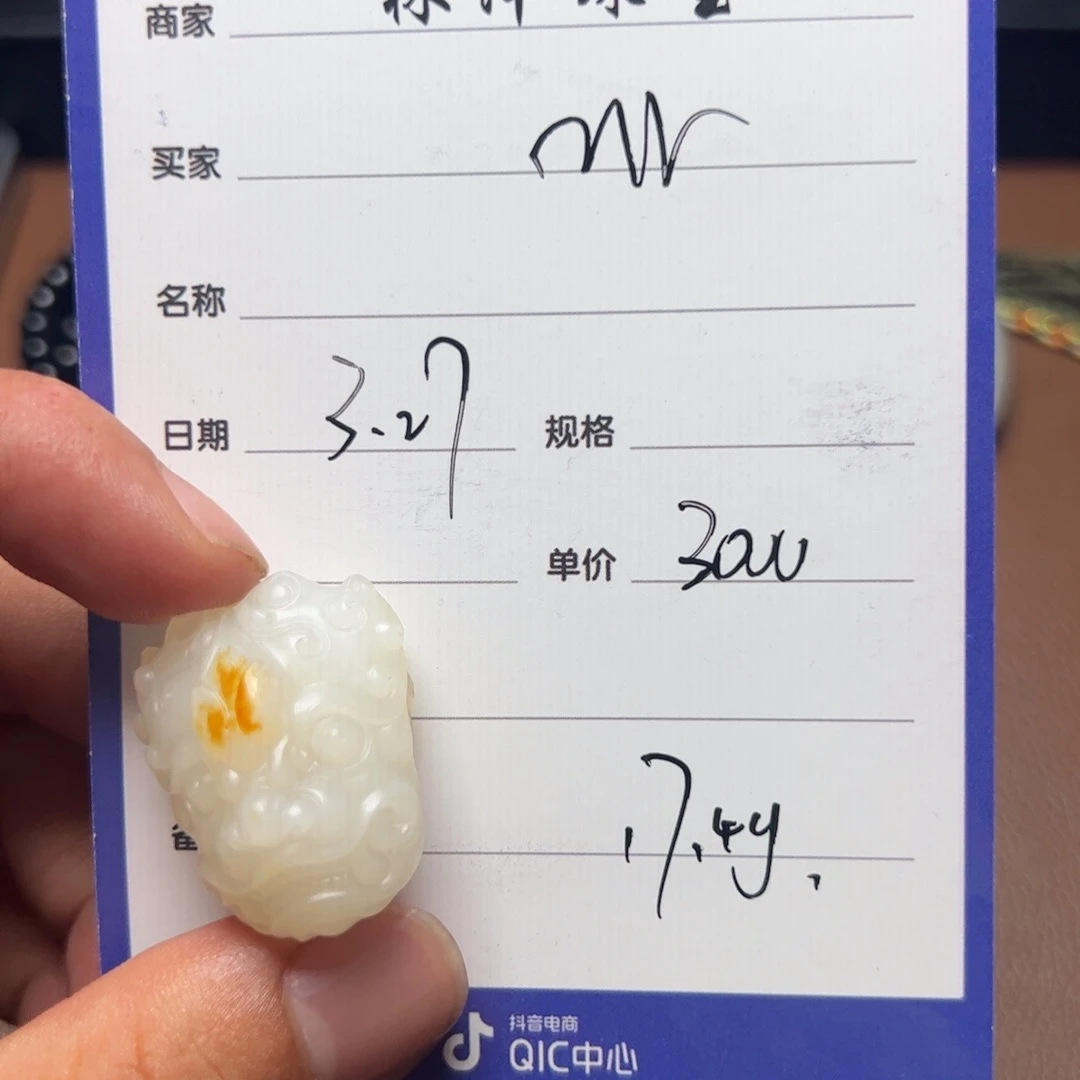 商家
买家
名称
日期 3.27 规格
单价 3000
17.4g.
抖音电商
QIC中心